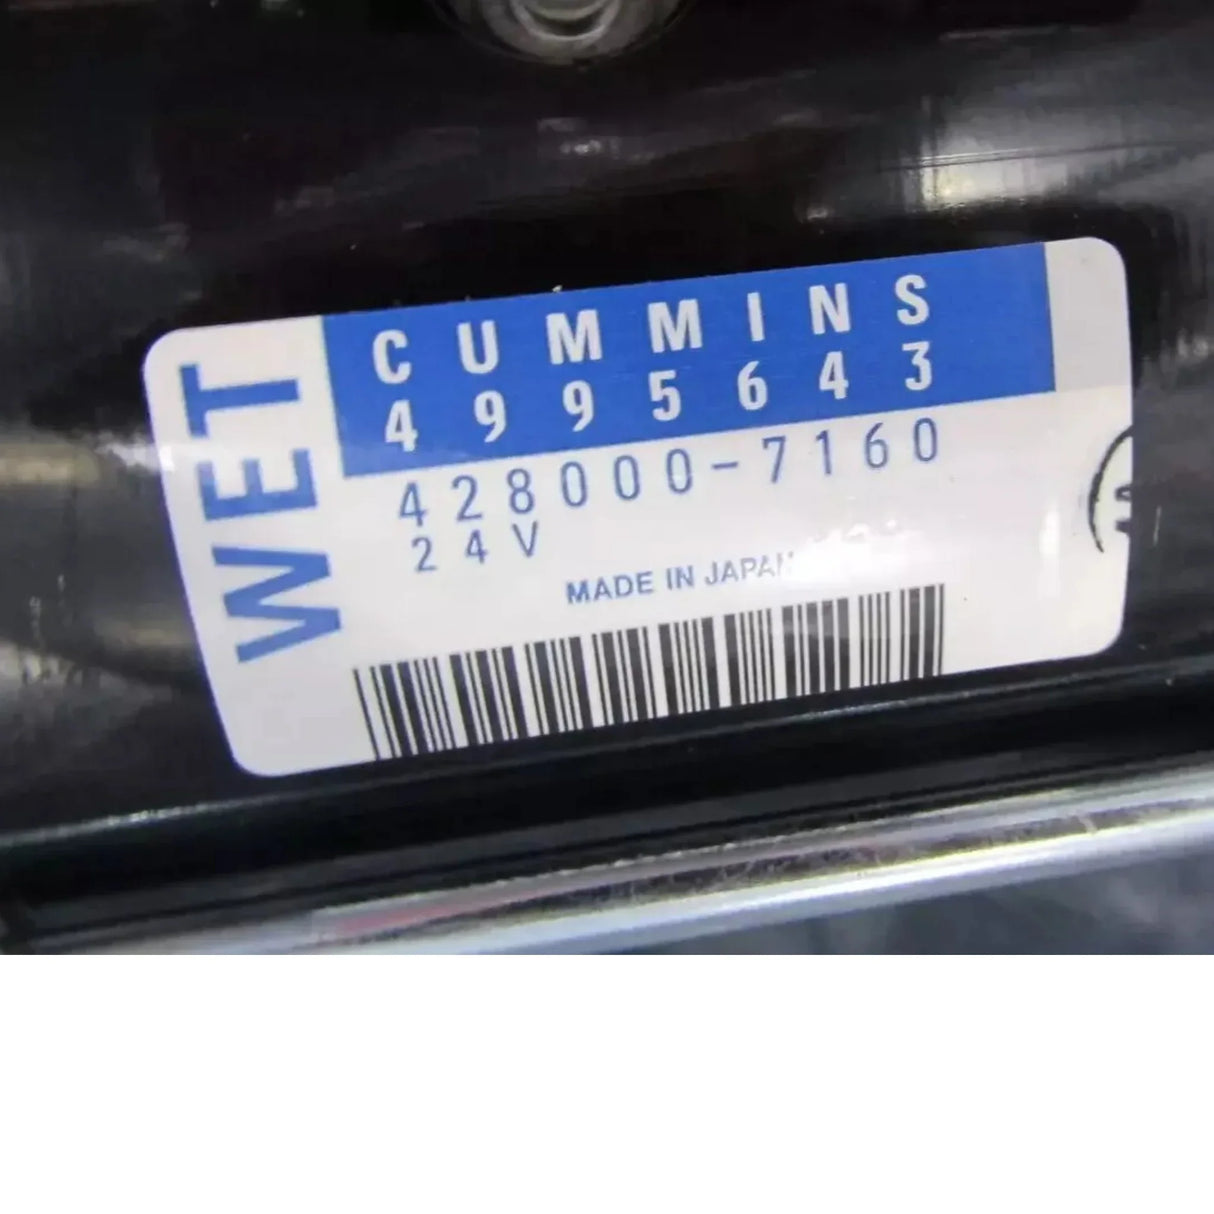 WET
CUMMINS
4995643
428000-7160
24V
MADE IN JAPAN